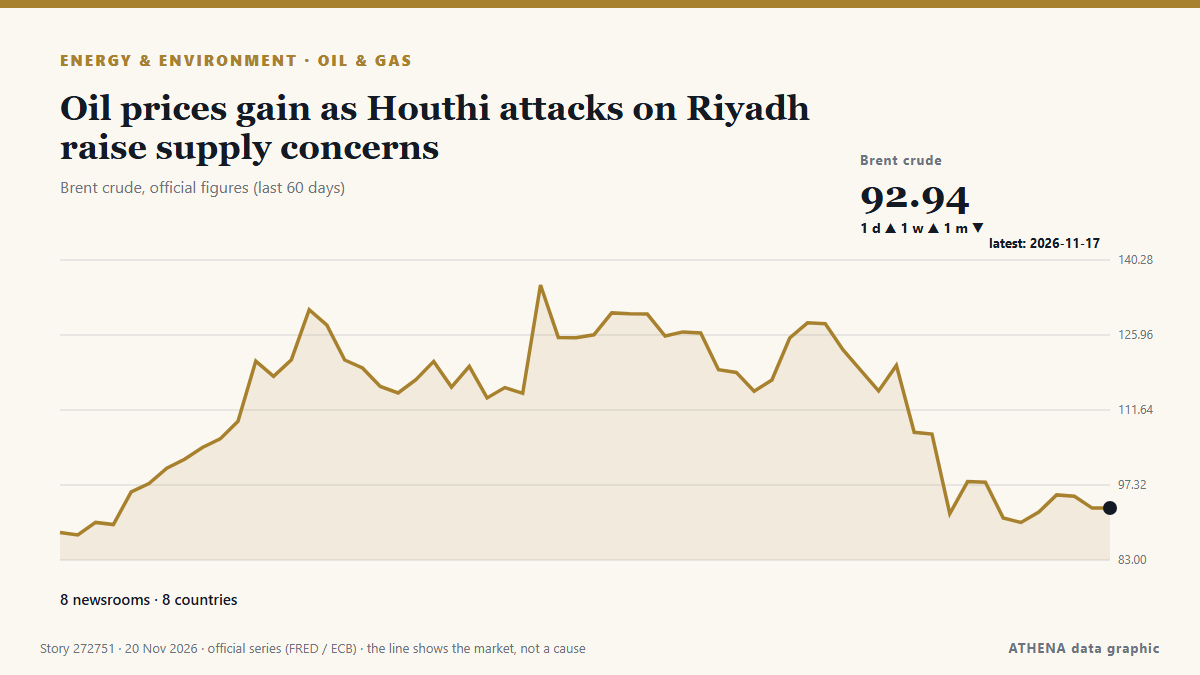 ENERGY & ENVIRONMENT · OIL & GAS
Oil prices gain as Houthi attacks on Riyadh
raise supply concerns
Brent crude, official figures (last 60 days)
Brent crude
92.94
1 d ▲ 1 w ▲ 1 m ▼
latest: 2026-11-17
140.28
125.96
111.64
97.32
83.00
8 newsrooms · 8 countries
Story 272751 · 20 Nov 2026 · official series (FRED / ECB) · the line shows the market, not a cause
ATHENA data graphic